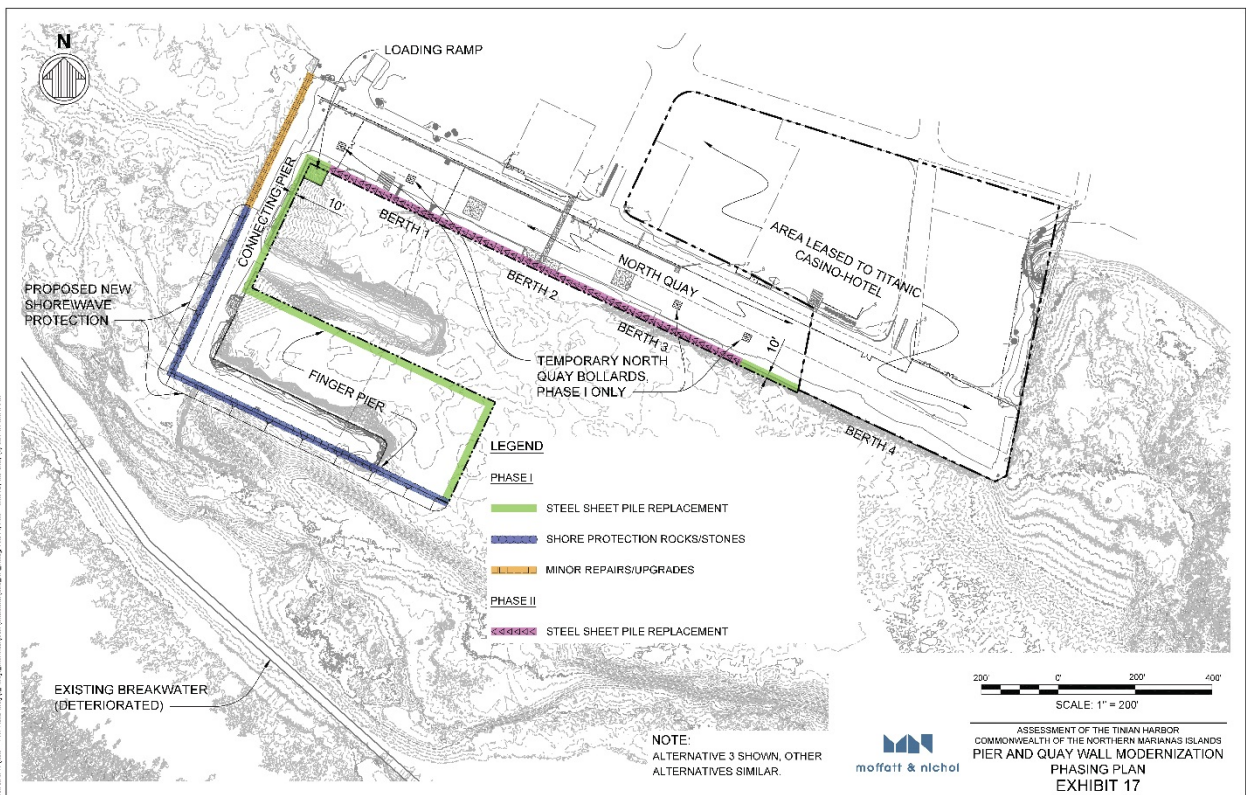 N
LOADING RAMP
CONNECTING PIER
10'
BERTH 1
BERTH 2
NORTH QUAY
BERTH 3
10'
BERTH 4
AREA LEASED TO TITANIC
CASINO-HOTEL
PROPOSED NEW
SHOREWAVE
PROTECTION
FINGER PIER
TEMPORARY NORTH
QUAY BOLLARDS,
PHASE I ONLY
LEGEND
PHASE I
STEEL SHEET PILE REPLACEMENT
SHORE PROTECTION ROCKS/STONES
MINOR REPAIRS/UPGRADES
PHASE II
STEEL SHEET PILE REPLACEMENT
EXISTING BREAKWATER
(DETERIORATED)
NOTE:
ALTERNATIVE 3 SHOWN, OTHER
ALTERNATIVES SIMILAR.
moffatt & nichol
200' 0' 200' 400'
SCALE: 1" = 200'
ASSESSMENT OF THE TINIAN HARBOR
COMMONWEALTH OF THE NORTHERN MARIANAS ISLANDS
PIER AND QUAY WALL MODERNIZATION
PHASING PLAN
EXHIBIT 17